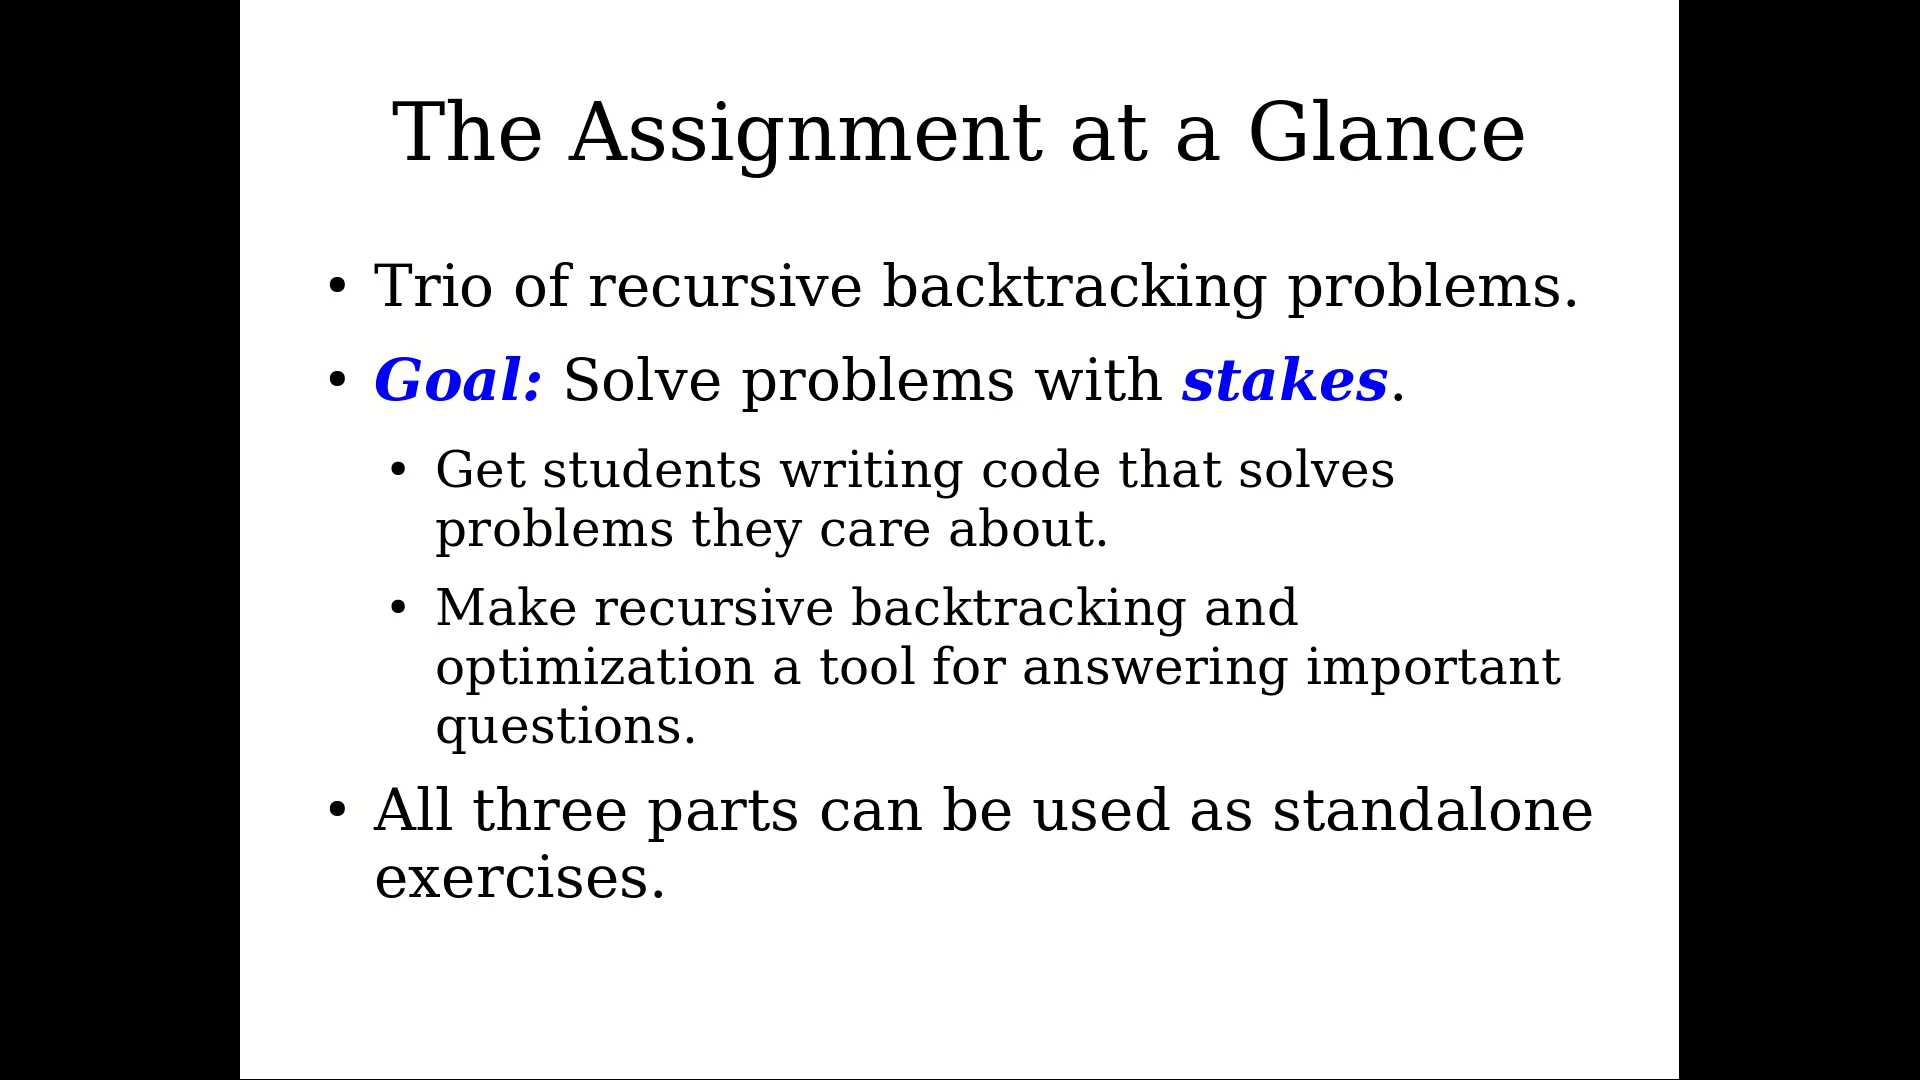 The Assignment at a Glance
• Trio of recursive backtracking problems.
• Goal: Solve problems with stakes.
• Get students writing code that solves
problems they care about.
• Make recursive backtracking and
optimization a tool for answering important
questions.
• All three parts can be used as standalone
exercises.